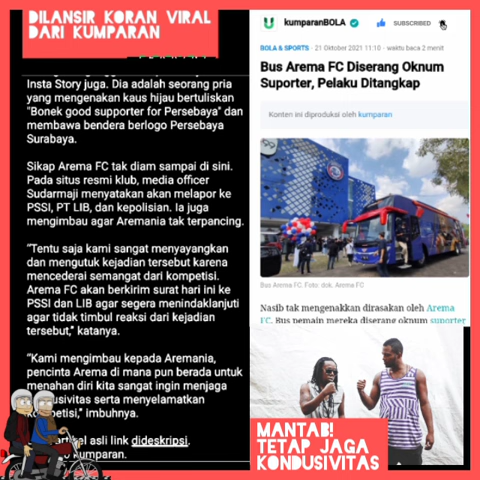 DILANSIR KORAN VIRAL
DARI KUMPARAN
Insta Story juga. Dia adalah seorang pria
yang mengenakan kaus hijau bertuliskan
"Bonek good supporter for Persebaya" dan
membawa bendera berlogo Persebaya
Surabaya.
Sikap Arema FC tak diam sampai di sini.
Pada situs resmi klub, media officer
Sudarmaji menyatakan akan melapor ke
PSSI, PT LIB, dan kepolisian. Ia juga
mengimbau agar Aremania tak terpancing.
"Tentu saja kami sangat menyayangkan
dan mengutuk kejadian tersebut karena
mencederai semangat dari kompetisi.
Arema FC akan berkirim surat hari ini ke
PSSI dan LIB agar segera menindaklanjuti
agar tidak timbul reaksi dari kejadian
tersebut," katanya.
"Kami mengimbau kepada Aremania,
pencinta Arema di mana pun berada untuk
menahan diri kita sangat ingin menjaga
kondusivitas serta menyelamatkan
kompetisi," imbuhnya.
artikel asli link dideskripsi,
kumparan.
kumparanBOLA
SUBSCRIBED
BOLA & SPORTS · 21 Oktober 2021 11:10 · waktu baca 2 menit
Bus Arema FC Diserang Oknum
Suporter, Pelaku Ditangkap
Konten ini diproduksi oleh kumparan
Bus Arema FC. Foto: dok. Arema FC
Nasib tak mengenakkan dirasakan oleh Arema
FC. Bus pemain mereka diserang oknum suporter
MANTAB!
TETAP JAGA
KONDUSIVITAS